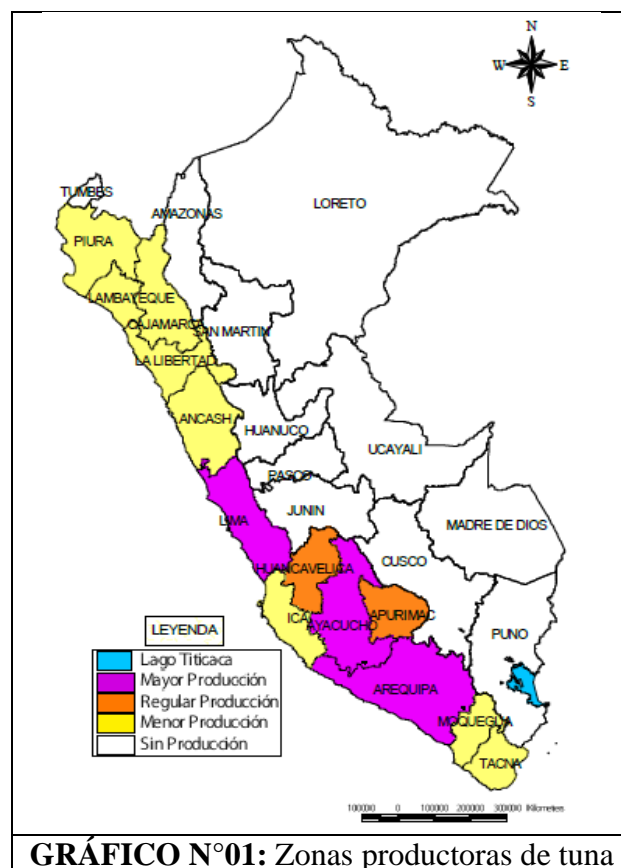 N
W E
S
TUMBES
AMAZONAS
LORETO
PIURA
LAMBAYEQUE
CAJAMARCA
SAN MARTIN
LA LIBERTAD
ANCASH
HUANUCO
UCAYALI
PASCO
JUNIN
LIMA
MADRE DE DIOS
CUSCO
HUANCAVELICA
ICA
AYACUCHO
APURIMAC
PUNO
AREQUIPA
MOQUEGUA
TACNA
LEYENDA
Lago Titicaca
Mayor Producción
Regular Producción
Menor Producción
Sin Producción
100000 0 100000 200000 300000 Kilometers
GRÁFICO N°01: Zonas productoras de tuna